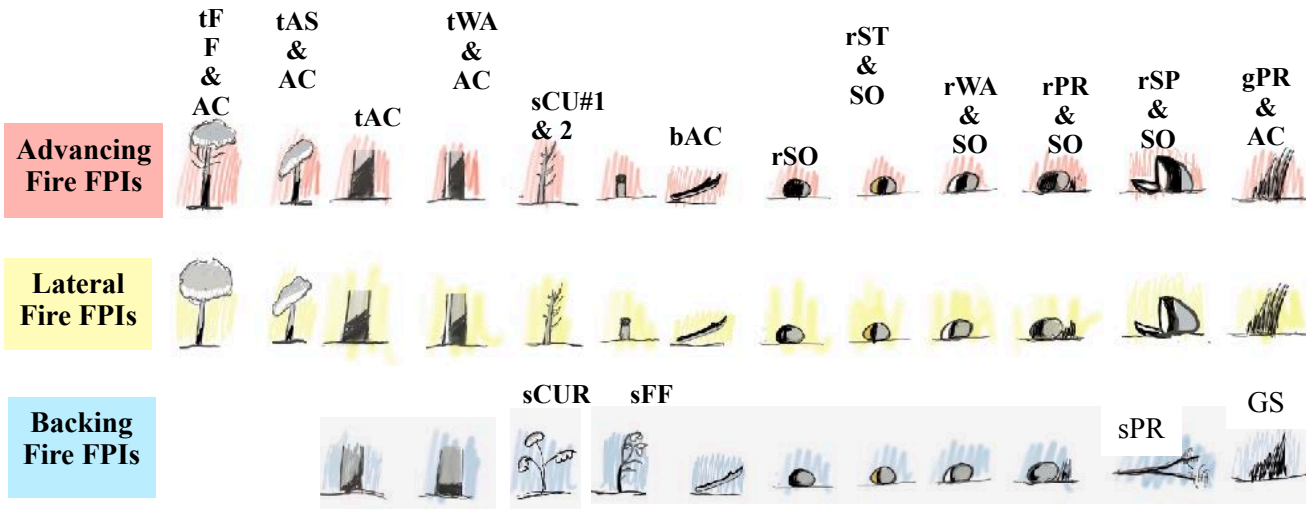 tF
F
&
AC
tAS
&
AC
tAC
tWA
&
AC
sCU#1
& 2
bAC
rSO
rST
&
SO
rWA
&
SO
rPR
&
SO
rSP
&
SO
gPR
&
AC
Advancing
Fire FPIs
Lateral
Fire FPIs
Backing
Fire FPIs
sCUR
sFF
sPR
GS